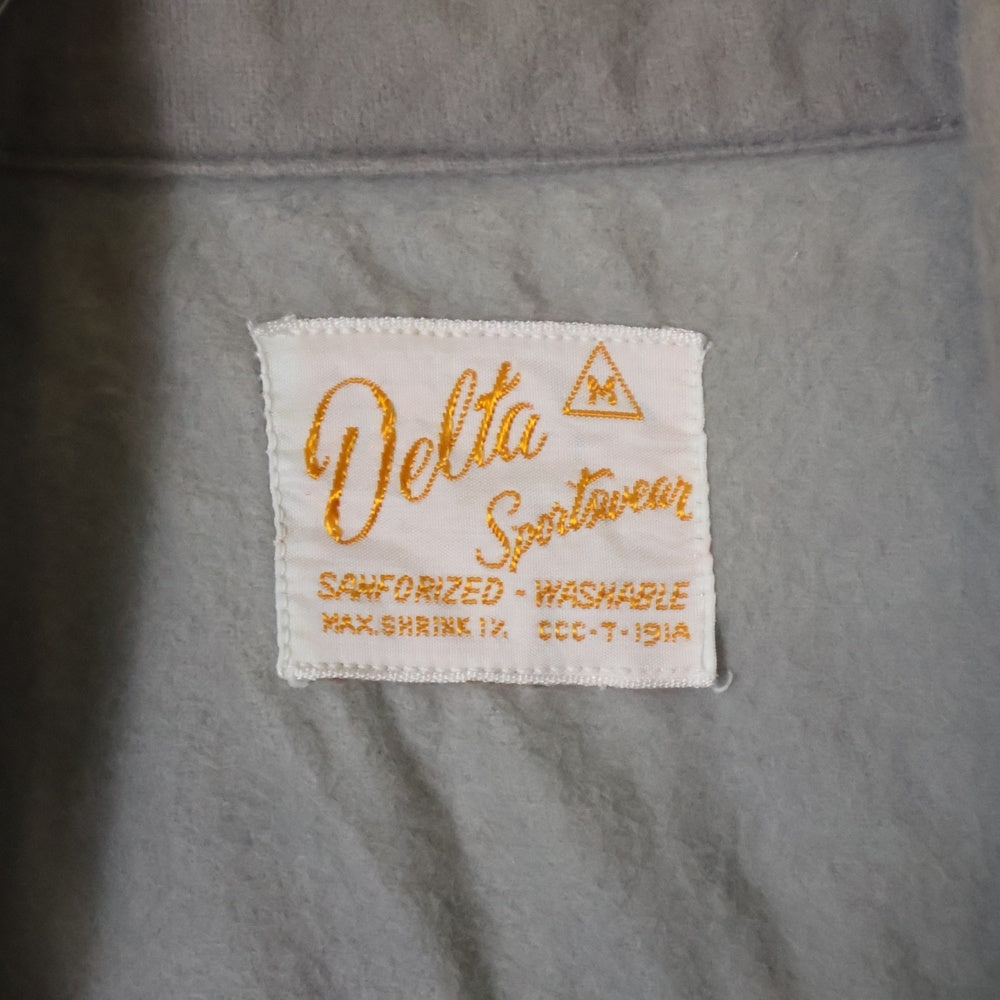 M
Delta
Sportswear
SANFORIZED - WASHABLE
MAX.SHRINK 1% CCC-T-191A